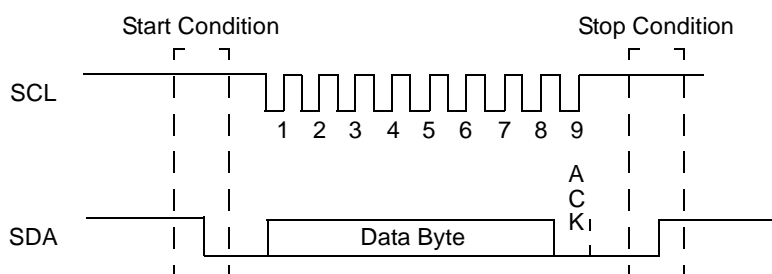 Start Condition
Stop Condition
SCL
1 2 3 4 5 6 7 8 9
A
C
K
SDA
Data Byte